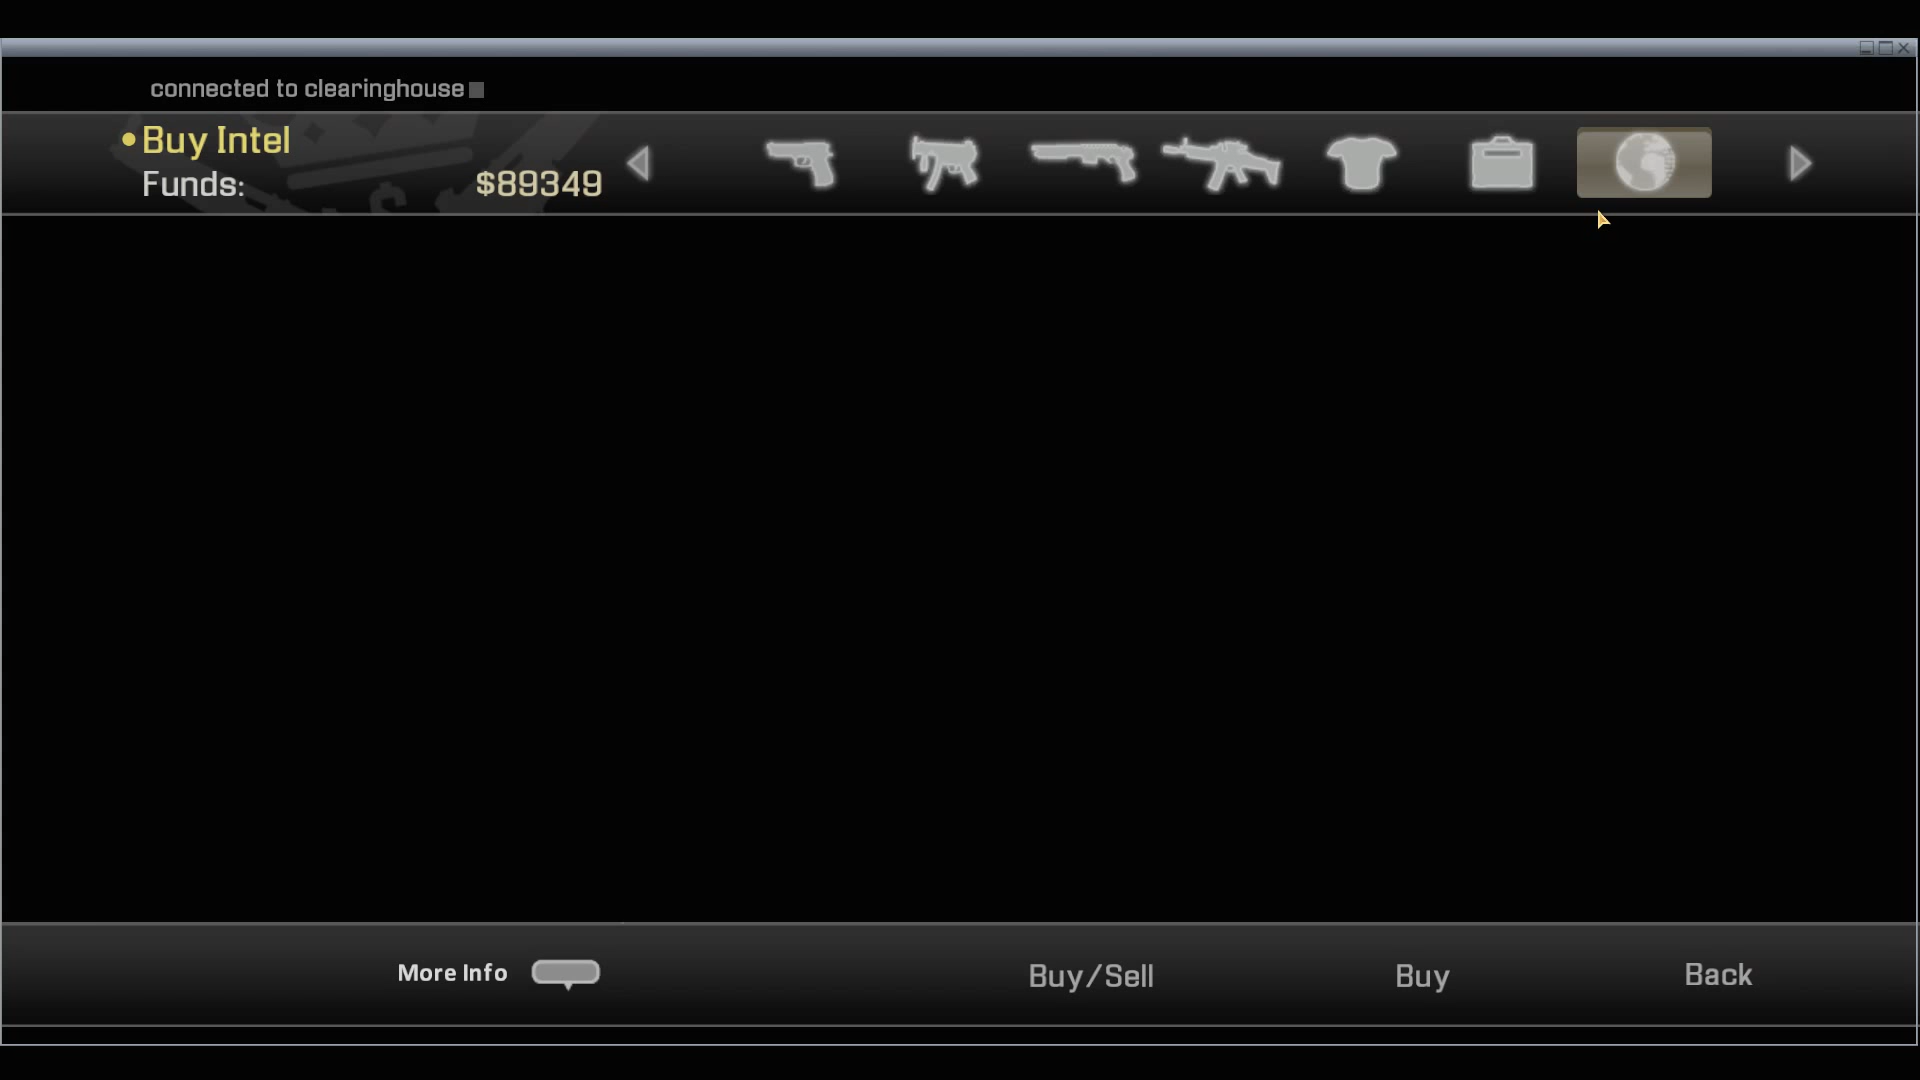 connected to clearinghouse
Buy Intel
Funds: $89349
More Info
Buy/Sell
Buy
Back